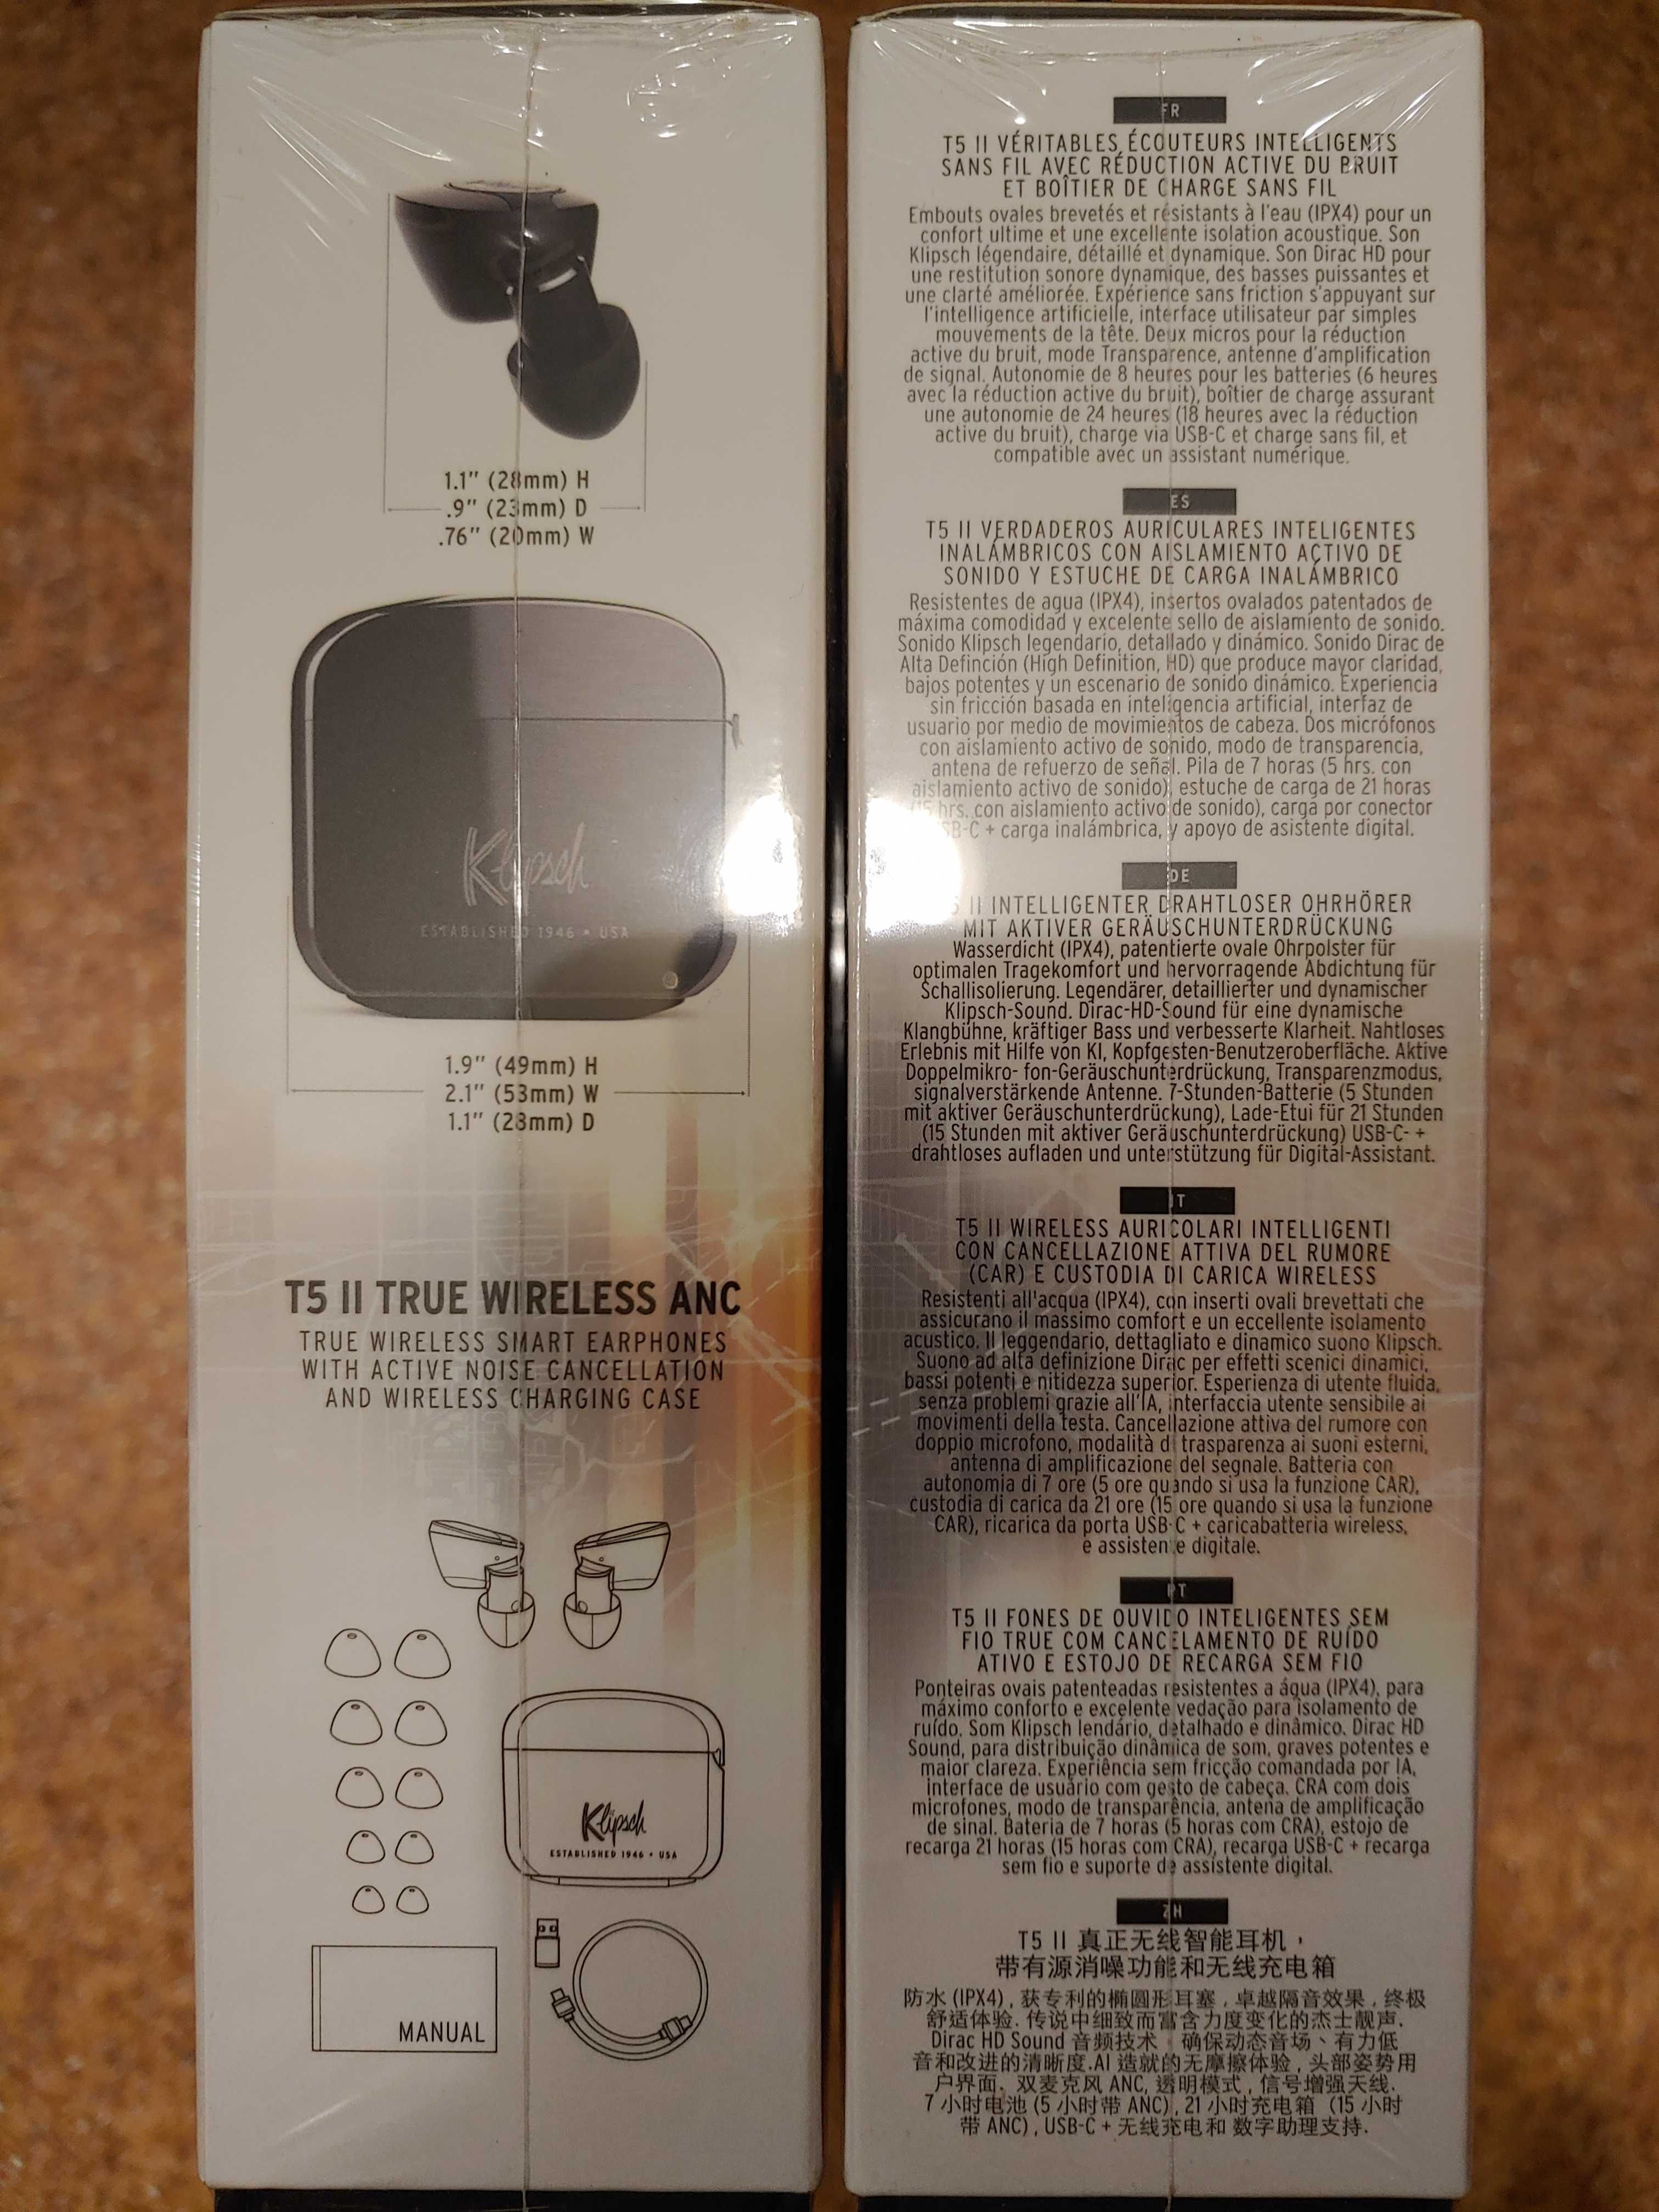 1.1" (28mm) H
.9" (23mm) D
.76" (20mm) W
Klipsch
ESTABLISHED 1946 • USA
1.9" (49mm) H
2.1" (53mm) W
1.1" (28mm) D
T5 II TRUE WIRELESS ANC
TRUE WIRELESS SMART EARPHONES
WITH ACTIVE NOISE CANCELLATION
AND WIRELESS CHARGING CASE
Klipsch
ESTABLISHED 1946 • USA
MANUAL
FR
T5 II VÉRITABLES ÉCOUTEURS INTELLIGENTS
SANS FIL AVEC RÉDUCTION ACTIVE DU BRUIT
ET BOÎTIER DE CHARGE SANS FIL
Embouts ovales brevetés et résistants à l'eau (IPX4) pour un
confort ultime et une excellente isolation acoustique. Son
Klipsch légendaire, détaillé et dynamique. Son Dirac HD pour
une restitution sonore dynamique, des basses puissantes et
une clarté améliorée. Expérience sans friction s'appuyant sur
l'intelligence artificielle, interface utilisateur par simples
mouvements de la tête. Deux micros pour la réduction
active du bruit, mode Transparence, antenne d'amplification
de signal. Autonomie de 8 heures pour les batteries (6 heures
avec la réduction active du bruit), boîtier de charge assurant
une autonomie de 24 heures (18 heures avec la réduction
active du bruit), charge via USB-C et charge sans fil, et
compatible avec un assistant numérique.
ES
T5 II VERDADEROS AURICULARES INTELIGENTES
INALÁMBRICOS CON AISLAMIENTO ACTIVO DE
SONIDO Y ESTUCHE DE CARGA INALÁMBRICO
Resistentes de agua (IPX4), insertos ovalados patentados de
máxima comodidad y excelente sello de aislamiento de sonido.
Sonido Klipsch legendario, detallado y dinámico. Sonido Dirac de
Alta Definción (High Definition, HD) que produce mayor claridad,
bajos potentes y un escenario de sonido dinámico. Experiencia
sin fricción basada en inteligencia artificial, interfaz de
usuario por medio de movimientos de cabeza. Dos micrófonos
con aislamiento activo de sonido, modo de transparencia,
antena de refuerzo de señal. Pila de 7 horas (5 hrs. con
aislamiento activo de sonido), estuche de carga de 21 horas
(15 hrs. con aislamiento activo de sonido), carga por conector
USB-C + carga inalámbrica, y apoyo de asistente digital.
DE
T5 II INTELLIGENTER DRAHTLOSER OHRHÖRER
MIT AKTIVER GERÄUSCHUNTERDRÜCKUNG
Wasserdicht (IPX4), patentierte ovale Ohrpolster für
optimalen Tragekomfort und hervorragende Abdichtung für
Schallisolierung. Legendärer, detaillierter und dynamischer
Klipsch-Sound. Dirac-HD-Sound für eine dynamische
Klangbühne, kräftiger Bass und verbesserte Klarheit. Nahtloses
Erlebnis mit Hilfe von KI, Kopfgesten-Benutzeroberfläche. Aktive
Doppelmikro- fon-Geräuschunterdrückung, Transparenzmodus,
signalverstärkende Antenne. 7-Stunden-Batterie (5 Stunden
mit aktiver Geräuschunterdrückung), Lade-Etui für 21 Stunden
(15 Stunden mit aktiver Geräuschunterdrückung) USB-C- +
drahtloses aufladen und unterstützung für Digital-Assistant.
IT
T5 II WIRELESS AURICOLARI INTELLIGENTI
CON CANCELLAZIONE ATTIVA DEL RUMORE
(CAR) E CUSTODIA DI CARICA WIRELESS
Resistenti all'acqua (IPX4), con inserti ovali brevettati che
assicurano il massimo comfort e un eccellente isolamento
acustico. Il leggendario, dettagliato e dinamico suono Klipsch.
Suono ad alta definizione Dirac per effetti scenici dinamici,
bassi potenti e nitidezza superior. Esperienza di utente fluida,
senza problemi grazie all'IA, interfaccia utente sensibile ai
movimenti della testa. Cancellazione attiva del rumore con
doppio microfono, modalità di trasparenza ai suoni esterni,
antenna di amplificazione del segnale. Batteria con
autonomia di 7 ore (5 ore quando si usa la funzione CAR),
custodia di carica da 21 ore (15 ore quando si usa la funzione
CAR), ricarica da porta USB-C + caricabatteria wireless,
e assistente digitale.
PT
T5 II FONES DE OUVIDO INTELIGENTES SEM
FIO TRUE COM CANCELAMENTO DE RUÍDO
ATIVO E ESTOJO DE RECARGA SEM FIO
Ponteiras ovais patenteadas resistentes a água (IPX4), para
máximo conforto e excelente vedação para isolamento de
ruído. Som Klipsch lendário, detalhado e dinâmico. Dirac HD
Sound, para distribuição dinâmica de som, graves potentes e
maior clareza. Experiência sem fricção comandada por IA,
interface de usuário com gesto de cabeça. CRA com dois
microfones, modo de transparência, antena de amplificação
de sinal. Bateria de 7 horas (5 horas com CRA), estojo de
recarga 21 horas (15 horas com CRA), recarga USB-C + recarga
sem fio e suporte de assistente digital.
ZH
T5 II 真正无线智能耳机，
带有源消噪功能和无线充电箱
防水 (IPX4) , 获专利的椭圆形耳塞 , 卓越隔音效果 , 终极
舒适体验. 传说中细致而富含力度变化的杰士靓声.
Dirac HD Sound 音频技术，确保动态音场、有力低
音和改进的清晰度.AI 造就的无摩擦体验 , 头部姿势用
户界面. 双麦克风 ANC, 透明模式 , 信号增强天线.
7 小时电池 (5 小时带 ANC) , 21 小时充电箱 (15 小时
带 ANC) , USB-C + 无线充电和 数字助理支持.